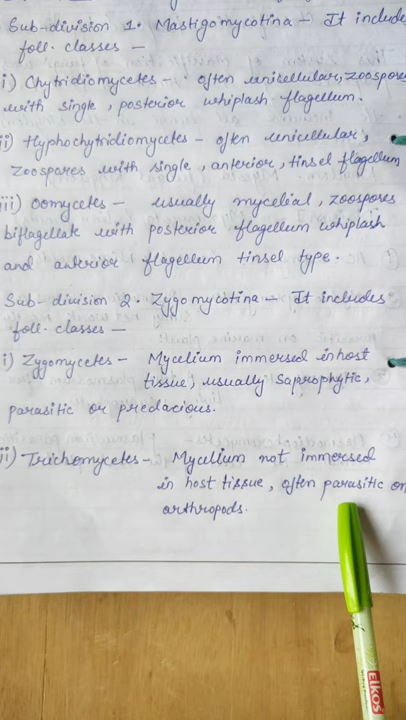 Sub-division 1. Mastigomycotina - It include
foll. classes -
i) Chytridiomycetes - often unicellular, zoospore
with single, posterior whiplash flagellum.
ii) Hyphochytridiomycetes - often unicellular,
zoospores with single, anterior, tinsel flagellum
iii) Oomycetes - usually mycelial, zoospores
biflagellate with posterior flagellum whiplash
and anterior flagellum tinsel type.
Sub-division 2. Zygomycotina - It includes
foll. classes -
i) Zygomycetes - Mycelium immersed in host
tissue, usually saprophytic,
parasitic or predacious.
ii) Trichomycetes - Mycelium not immersed
in host tissue, often parasitic on
arthropods.
ELKOS